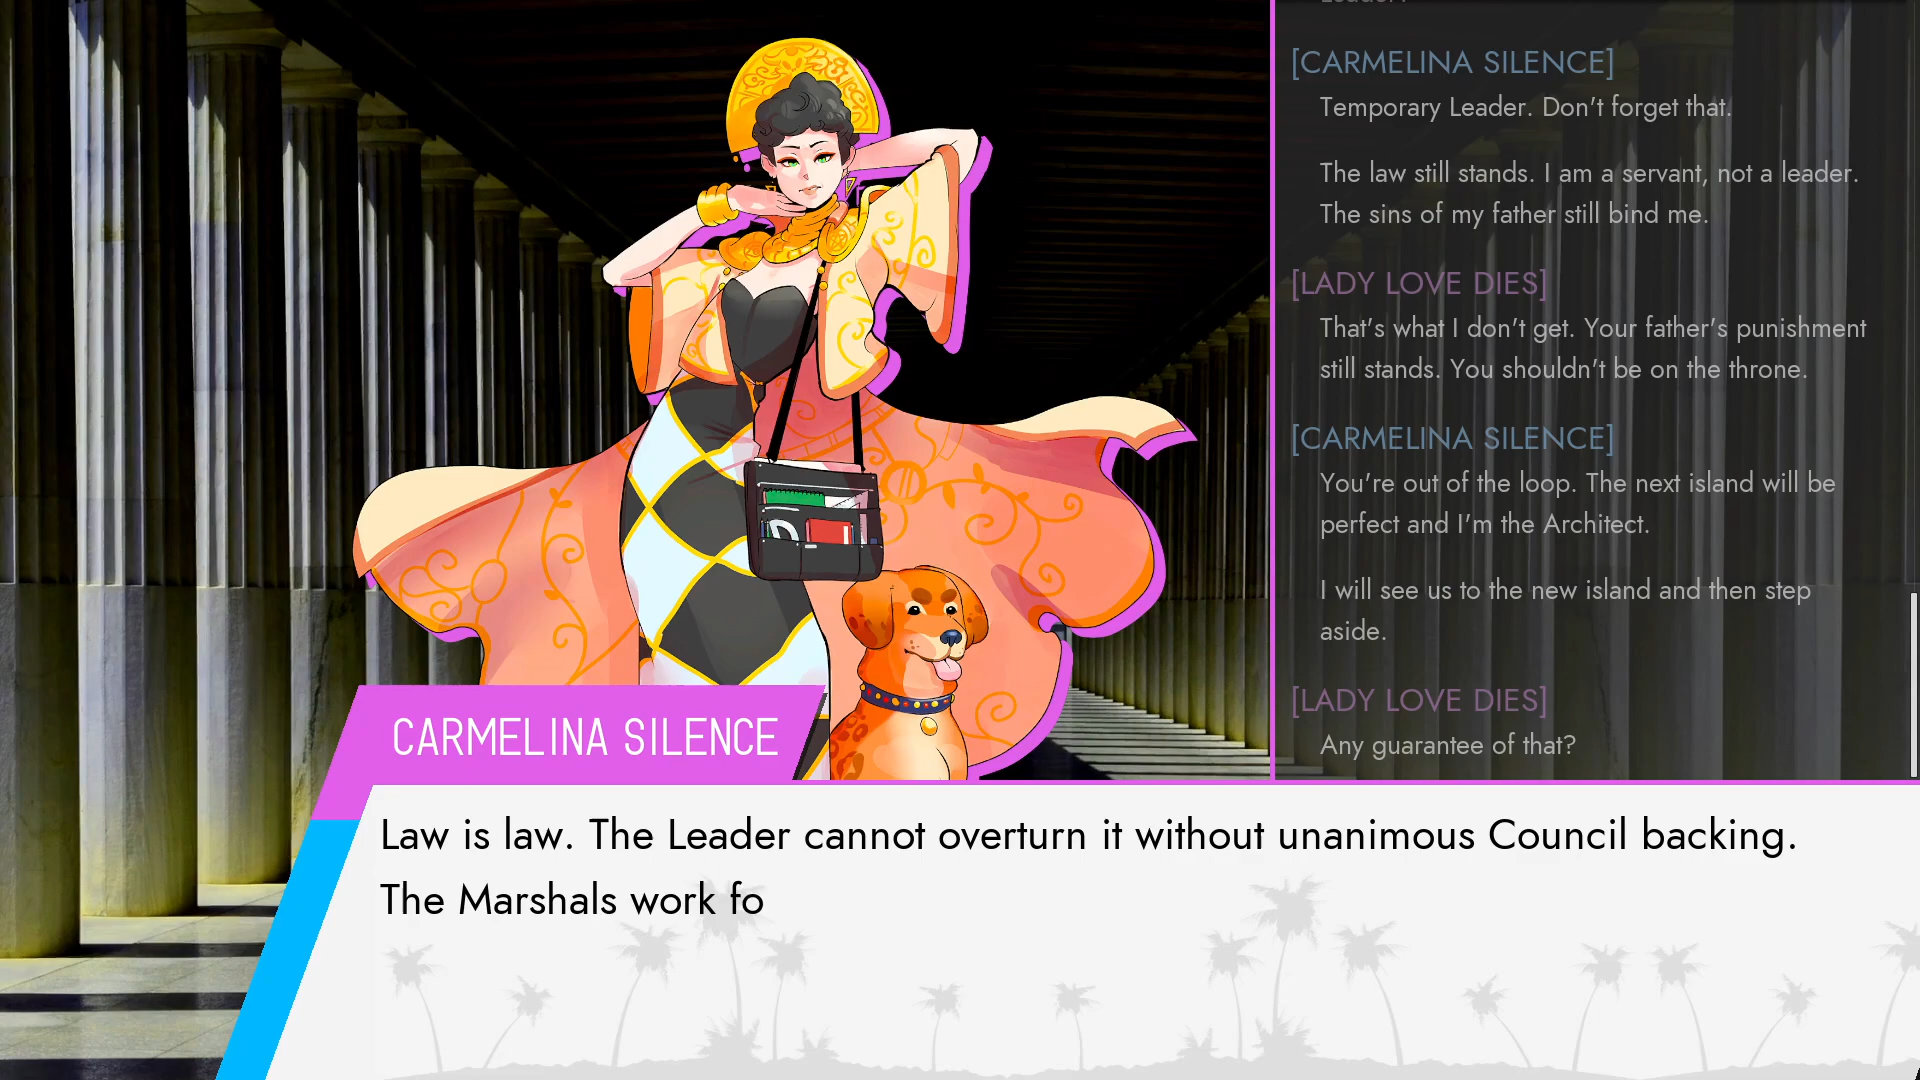 [CARMELINA SILENCE]
Temporary Leader. Don't forget that.
The law still stands. I am a servant, not a leader.
The sins of my father still bind me.
[LADY LOVE DIES]
That's what I don't get. Your father's punishment
still stands. You shouldn't be on the throne.
[CARMELINA SILENCE]
You're out of the loop. The next island will be
perfect and I'm the Architect.
I will see us to the new island and then step
aside.
[LADY LOVE DIES]
Any guarantee of that?
CARMELINA SILENCE
Law is law. The Leader cannot overturn it without unanimous Council backing.
The Marshals work fo